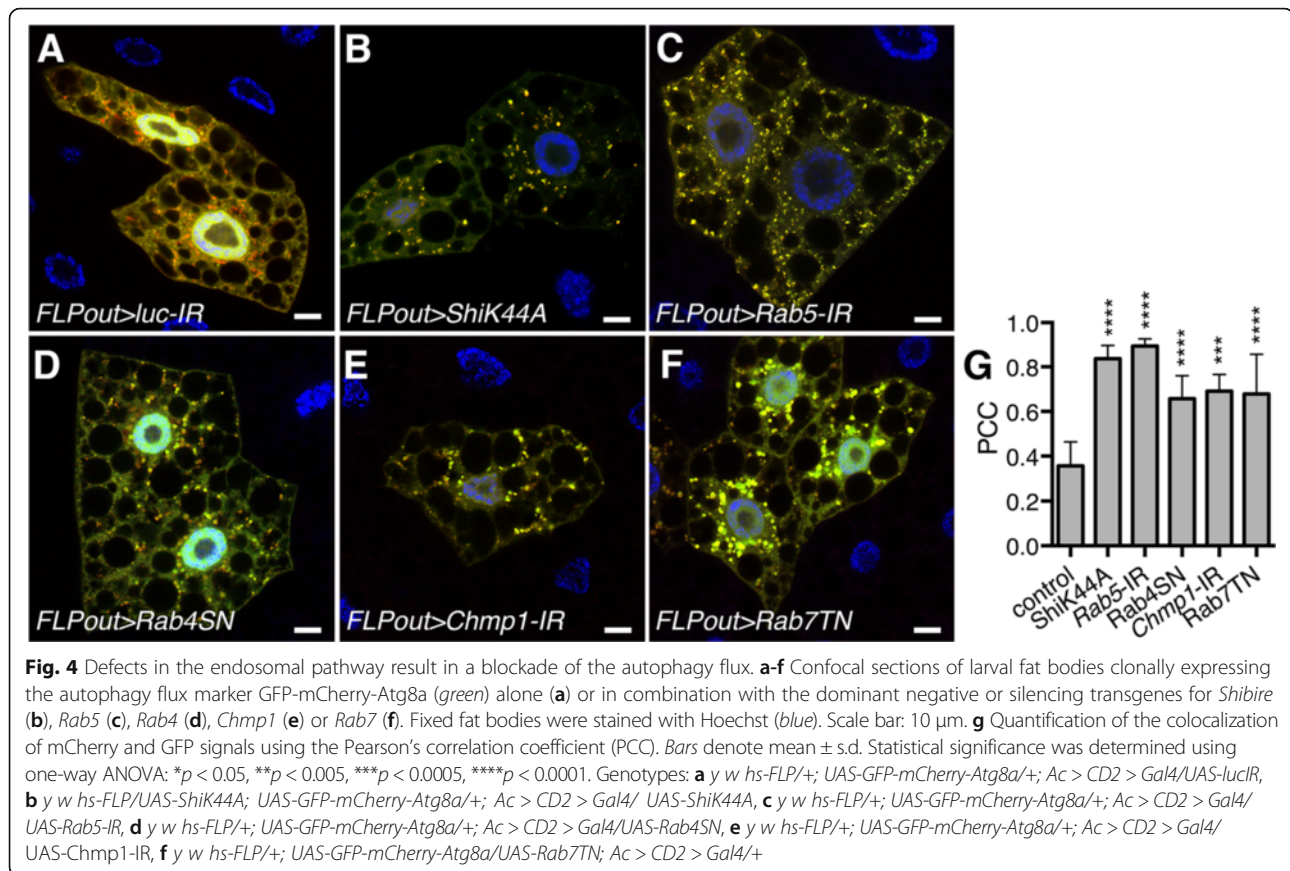 A
B
C
FLPout>luc-IR
FLPout>ShiK44A
FLPout>Rab5-IR
D
E
F
FLPout>Rab4SN
FLPout>Chmp1-IR
FLPout>Rab7TN
G
PCC
1.0
0.8
0.6
0.4
0.2
0.0
****
****
****
***
****
control
ShiK44A
Rab5-IR
Rab4SN
Chmp1-IR
Rab7TN
Fig. 4 Defects in the endosomal pathway result in a blockade of the autophagy flux. a-f Confocal sections of larval fat bodies clonally expressing
the autophagy flux marker GFP-mCherry-Atg8a (green) alone (a) or in combination with the dominant negative or silencing transgenes for Shibire
(b), Rab5 (c), Rab4 (d), Chmp1 (e) or Rab7 (f). Fixed fat bodies were stained with Hoechst (blue). Scale bar: 10 μm. g Quantification of the colocalization
of mCherry and GFP signals using the Pearson's correlation coefficient (PCC). Bars denote mean ± s.d. Statistical significance was determined using
one-way ANOVA: *p < 0.05, **p < 0.005, ***p < 0.0005, ****p < 0.0001. Genotypes: a y w hs-FLP/+; UAS-GFP-mCherry-Atg8a/+; Ac > CD2 > Gal4/UAS-lucIR,
b y w hs-FLP/UAS-ShiK44A; UAS-GFP-mCherry-Atg8a/+; Ac > CD2 > Gal4/ UAS-ShiK44A, c y w hs-FLP/+; UAS-GFP-mCherry-Atg8a/+; Ac > CD2 > Gal4/
UAS-Rab5-IR, d y w hs-FLP/+; UAS-GFP-mCherry-Atg8a/+; Ac > CD2 > Gal4/UAS-Rab4SN, e y w hs-FLP/+; UAS-GFP-mCherry-Atg8a/+; Ac > CD2 > Gal4/
UAS-Chmp1-IR, f y w hs-FLP/+; UAS-GFP-mCherry-Atg8a/UAS-Rab7TN; Ac > CD2 > Gal4/+